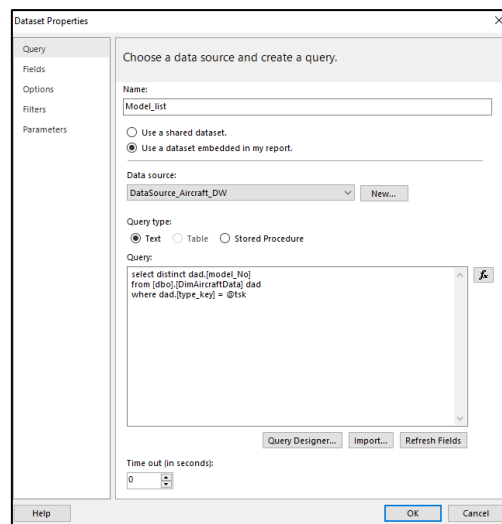 Dataset Properties
Query
Fields
Options
Filters
Parameters
Choose a data source and create a query.
Name:
Model_list
Use a shared dataset.
Use a dataset embedded in my report.
Data source:
DataSource_Aircraft_DW
New...
Query type:
Text Table Stored Procedure
Query:
select distinct dad.[model_No]
from [dbo].[DimAircraftData] dad
where dad.[type_key] = @tsk
fx
Query Designer... Import... Refresh Fields
Time out (in seconds):
0
Help OK Cancel